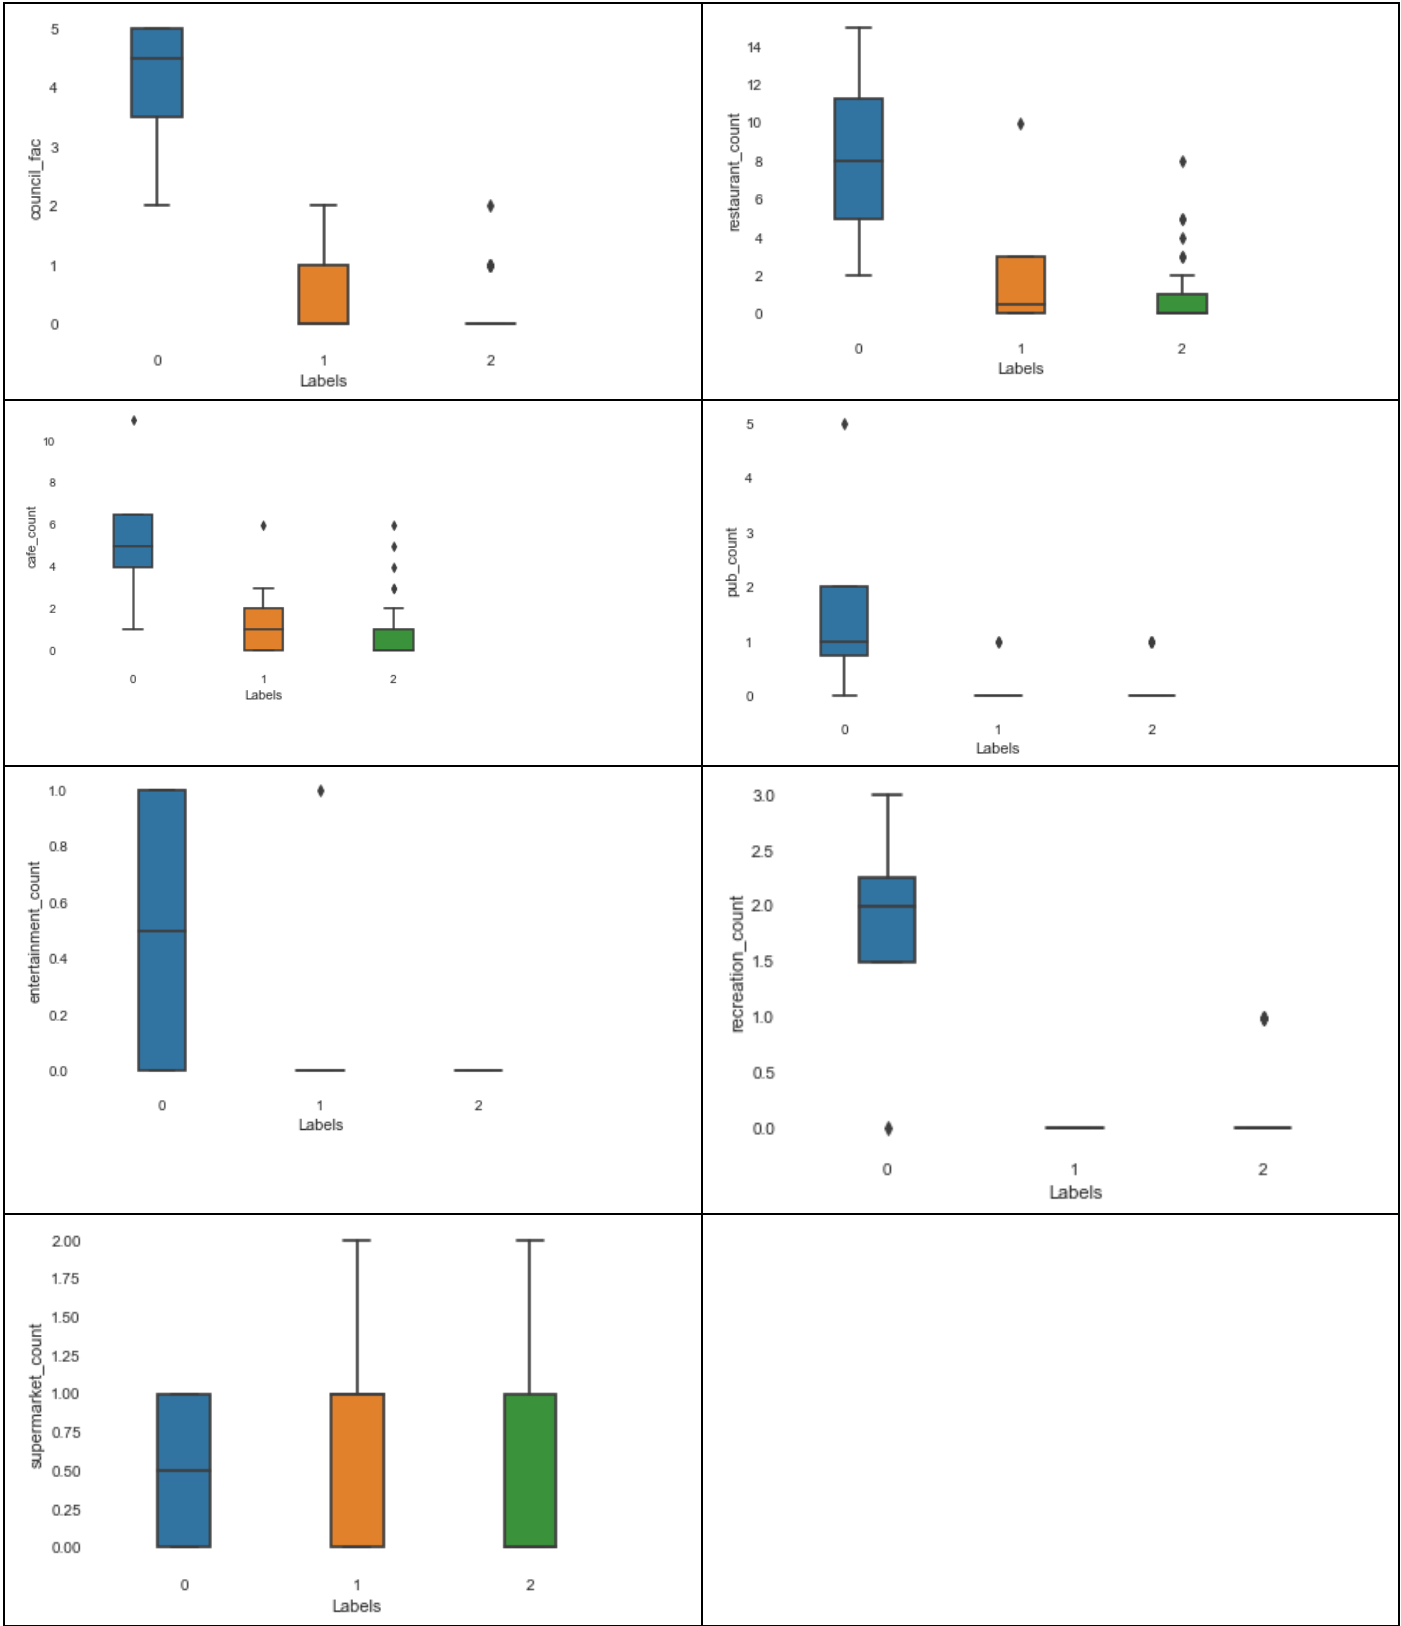 council_fac
5
4
3
2
1
0
0 1 2
Labels
restaurant_count
14
12
10
8
6
4
2
0
0 1 2
Labels
cafe_count
10
8
6
4
2
0
0 1 2
Labels
pub_count
5
4
3
2
1
0
0 1 2
Labels
entertainment_count
1.0
0.8
0.6
0.4
0.2
0.0
0 1 2
Labels
recreation_count
3.0
2.5
2.0
1.5
1.0
0.5
0.0
0 1 2
Labels
supermarket_count
2.00
1.75
1.50
1.25
1.00
0.75
0.50
0.25
0.00
0 1 2
Labels